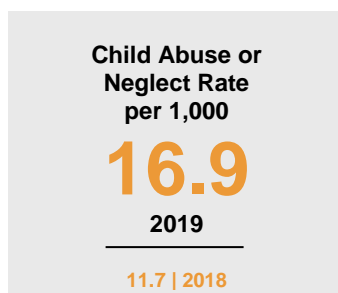 Child Abuse or
Neglect Rate
per 1,000
16.9
2019
11.7 | 2018